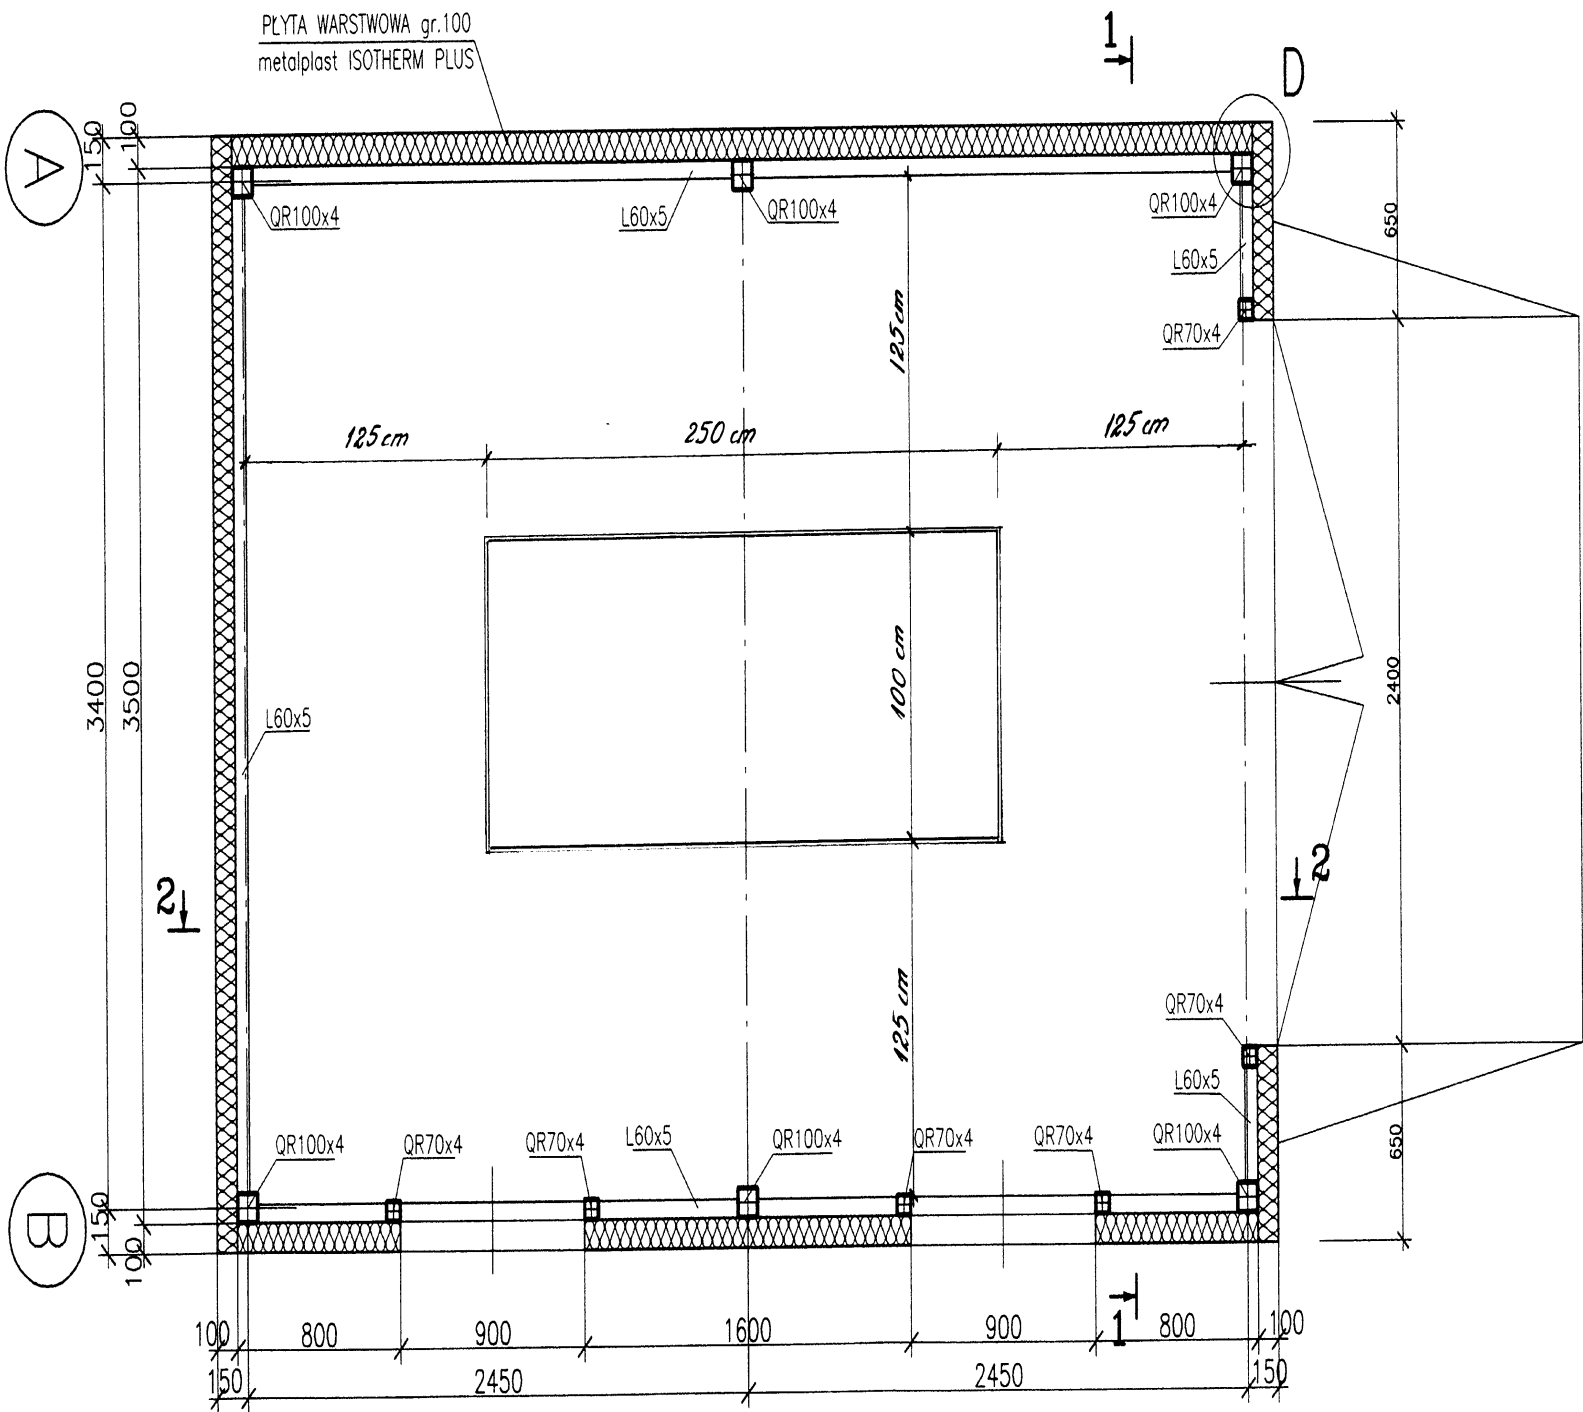 PŁYTA WARSTWOWA gr.100
metalplast ISOTHERM PLUS
1
D
A
150
100
QR100x4
L60x5
QR100x4
QR100x4
650
L60x5
QR70x4
125 cm
125 cm
250 cm
125 cm
3400
3500
L60x5
100 cm
2400
2
2
125 cm
QR70x4
L60x5
QR100x4
QR70x4
QR70x4
L60x5
QR100x4
QR70x4
QR70x4
QR100x4
650
B
150
100
1
100
800
900
1600
900
800
100
150
2450
2450
150